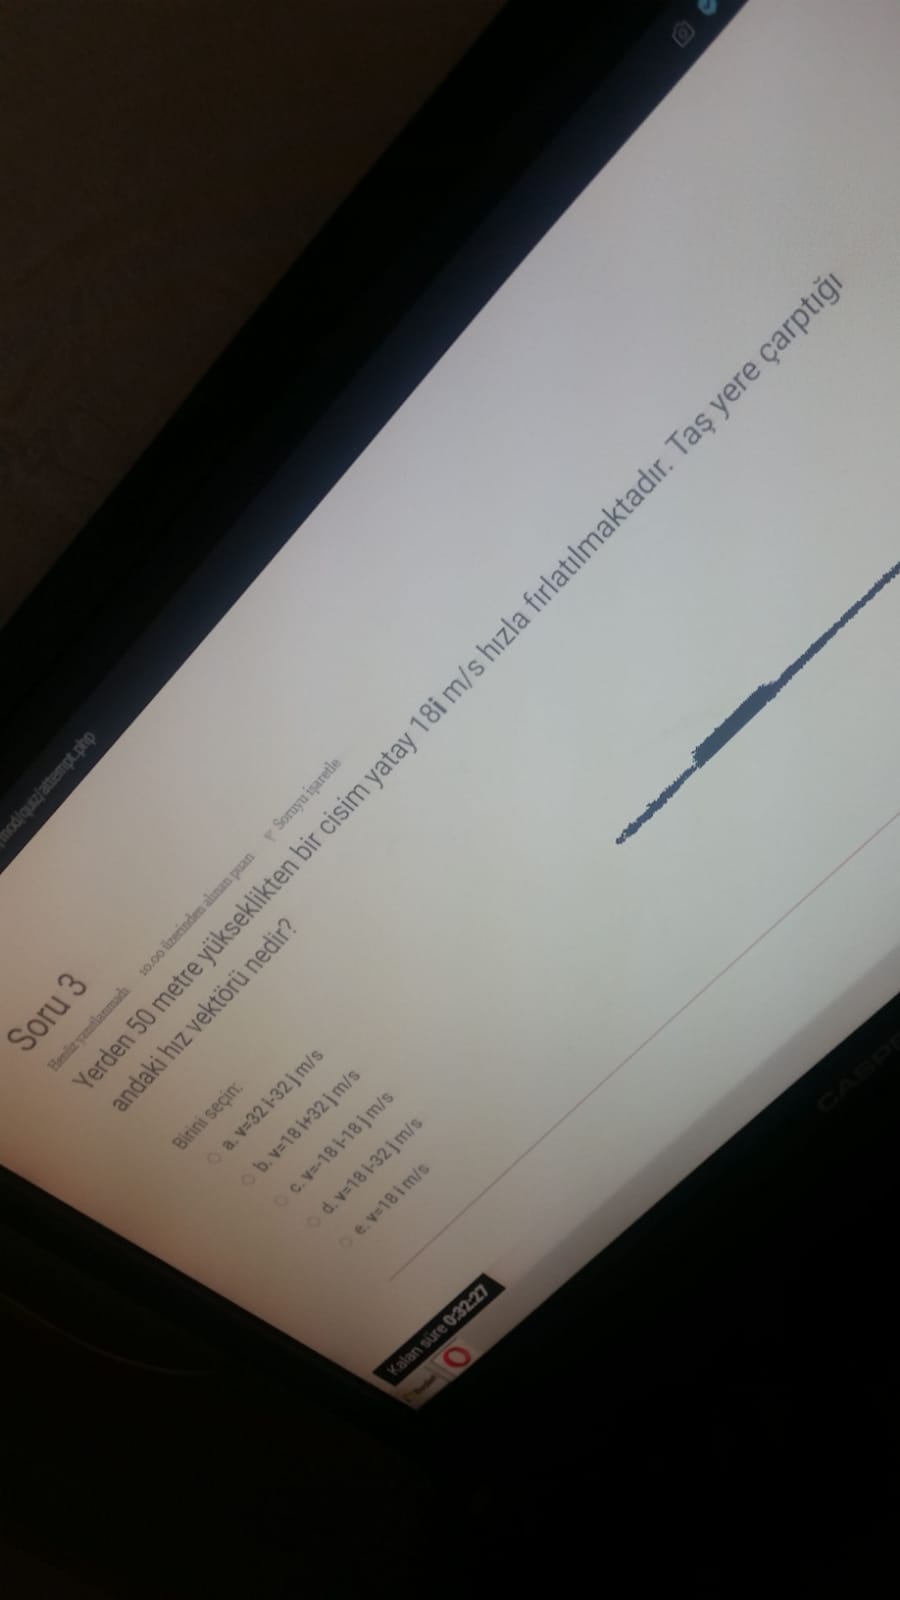 mod/quiz/attempt.php
Soru 3
Henüz yanıtlanmadı 10,00 üzerinden alınan puan Soruyu işaretle
Yerden 50 metre yükseklikten bir cisim yatay 18i m/s hızla fırlatılmaktadır. Taş yere çarptığı
andaki hız vektörü nedir?
Birini seçin:
a. v=32 i-32 j m/s
b. v=18 i+32 j m/s
c. v=-18 i-18 j m/s
d. v=18 i-32 j m/s
e. v=18 i m/s
Kalan süre 0:32:27